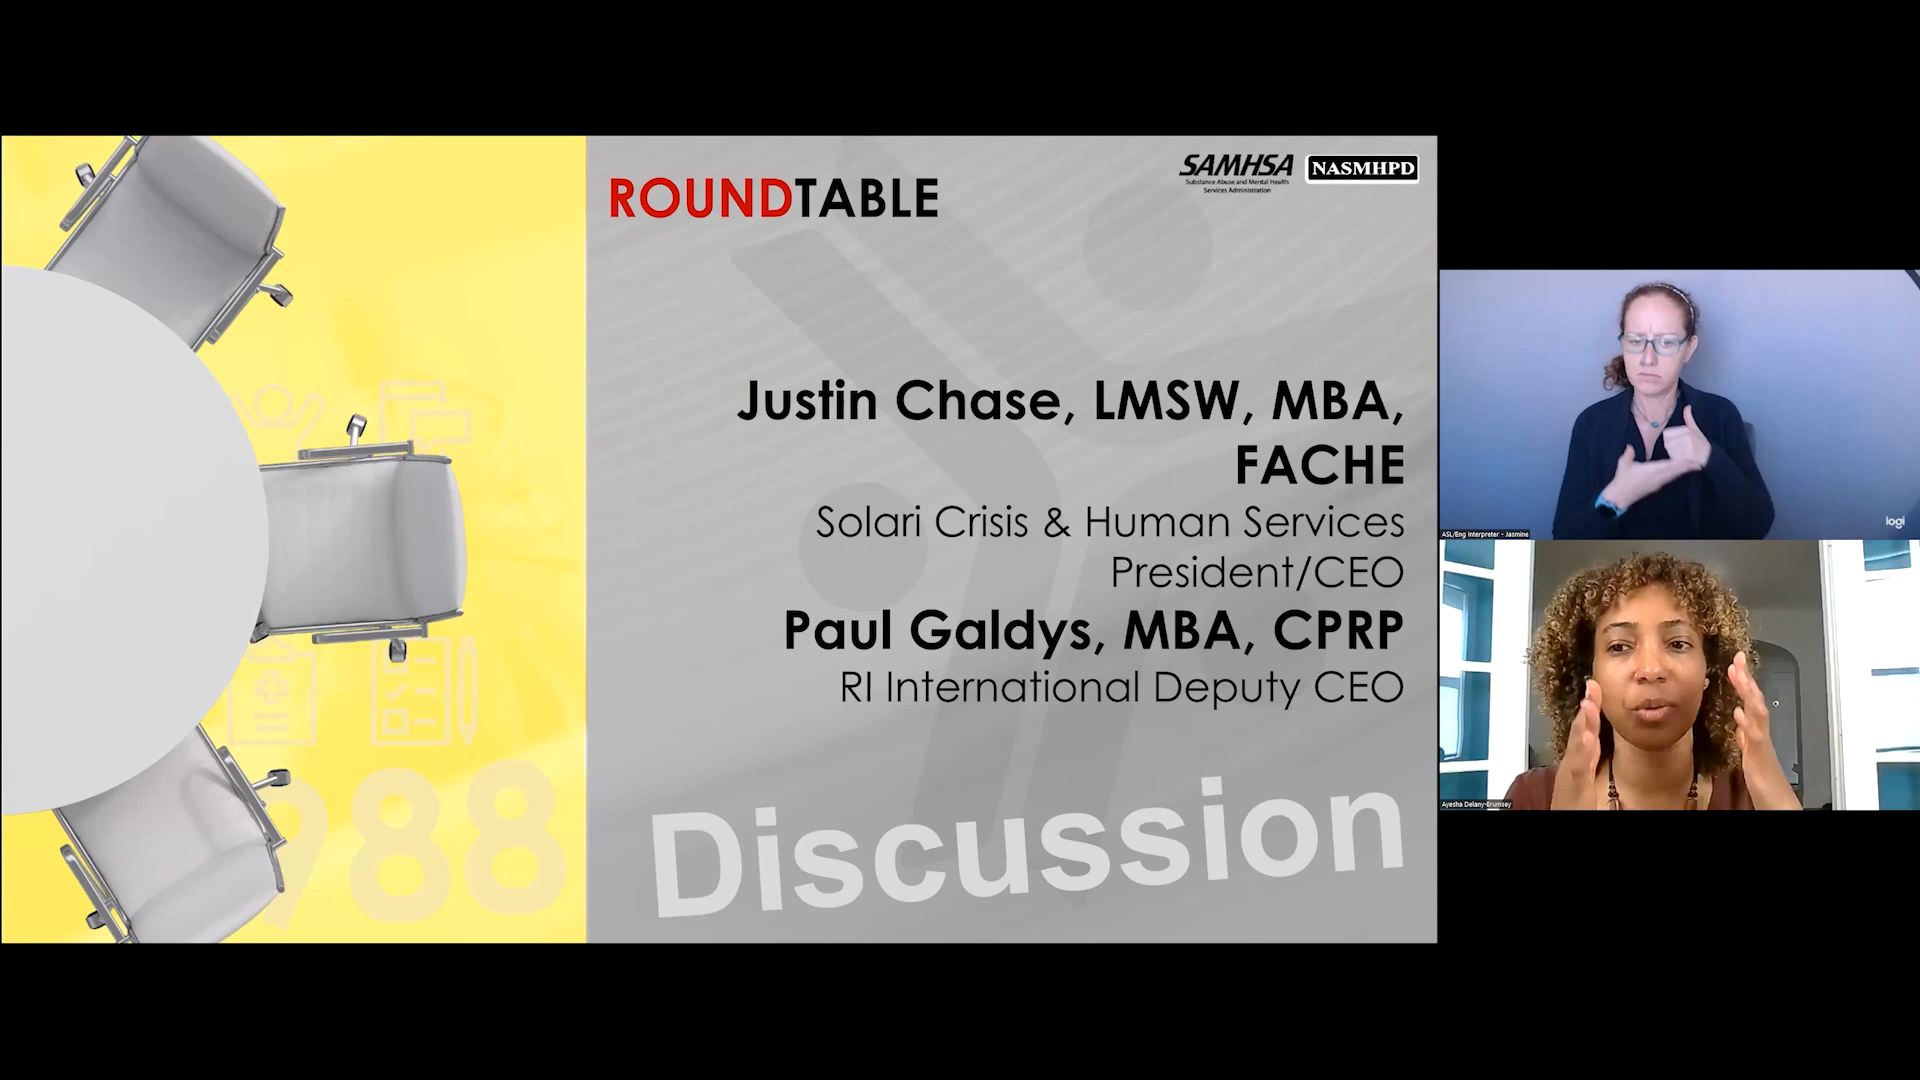 ROUNDTABLE
SAMHSA
Substance Abuse and Mental Health
Services Administration
NASMHPD
Justin Chase, LMSW, MBA,
FACHE
Solari Crisis & Human Services
President/CEO
Paul Galdys, MBA, CPRP
RI International Deputy CEO
Discussion
988
logi
ASL/Eng Interpreter - Jasmine
Ayesha Delany-Brumsey